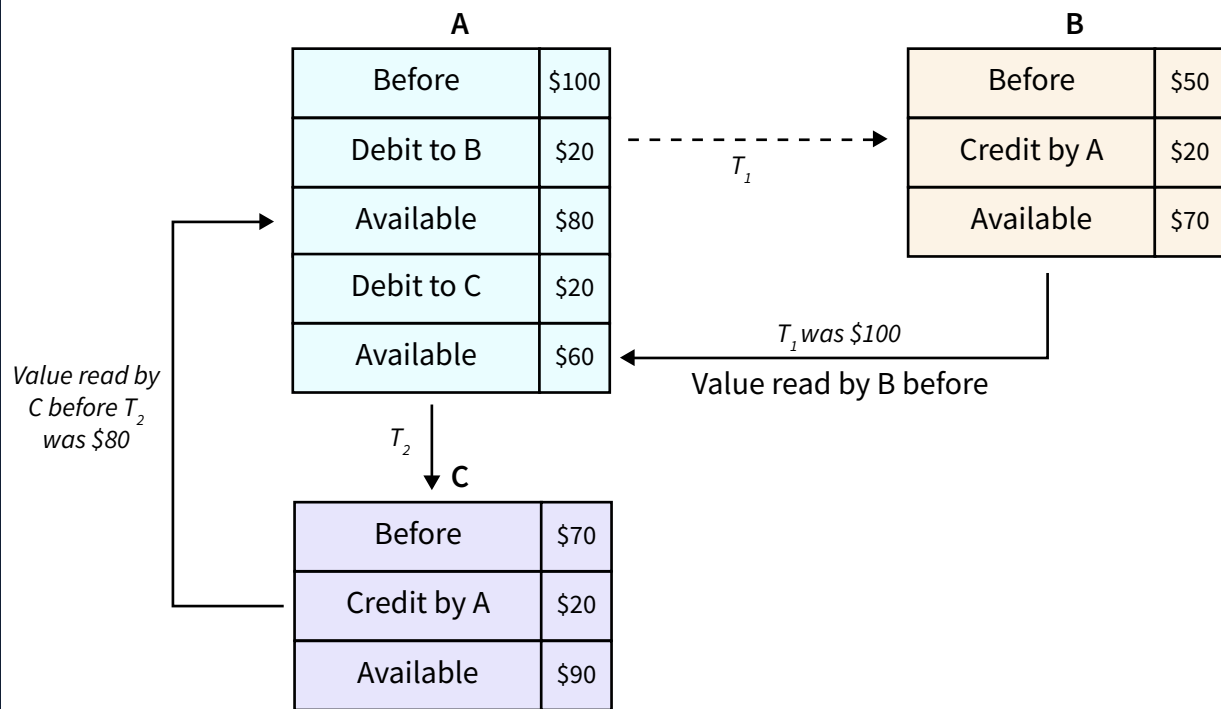 A
Before $100
Debit to B $20
Available $80
Debit to C $20
Available $60
B
Before $50
Credit by A $20
Available $70
T1
T1 was $100
Value read by B before
Value read by
C before T2
was $80
T2
C
Before $70
Credit by A $20
Available $90